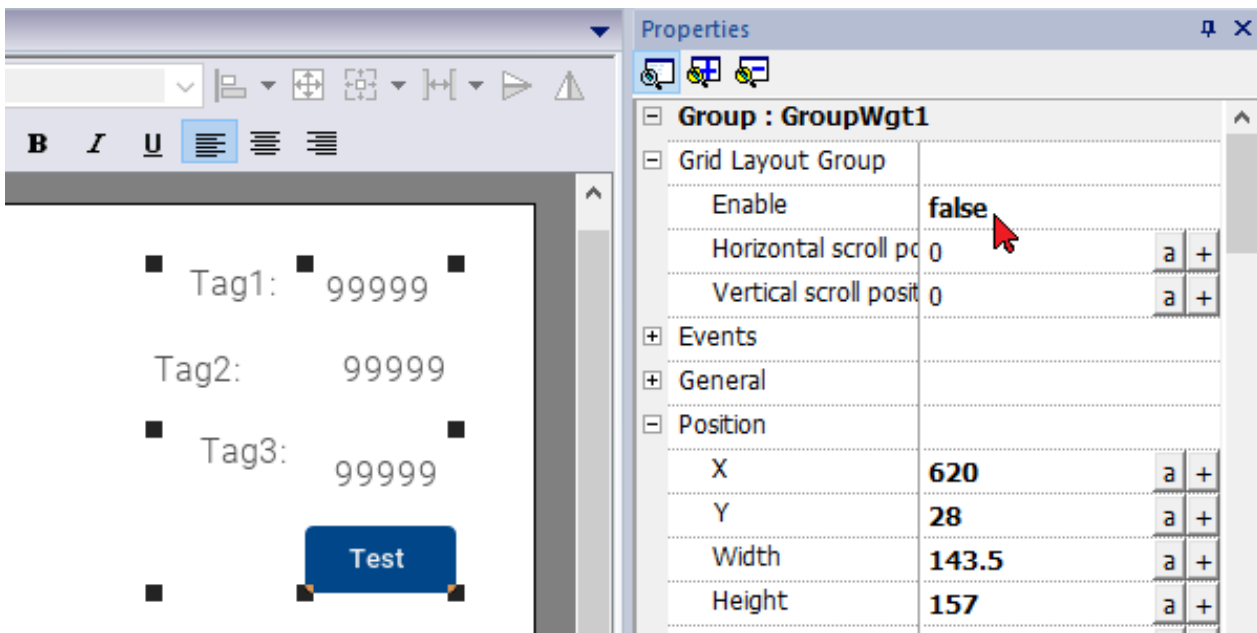 Properties
B I U
Group : GroupWgt1
Grid Layout Group
Enable false
Horizontal scroll po 0 a +
Vertical scroll posit 0 a +
Events
General
Position
X 620 a +
Y 28 a +
Width 143.5 a +
Height 157 a +
Tag1: 99999
Tag2: 99999
Tag3: 99999
Test